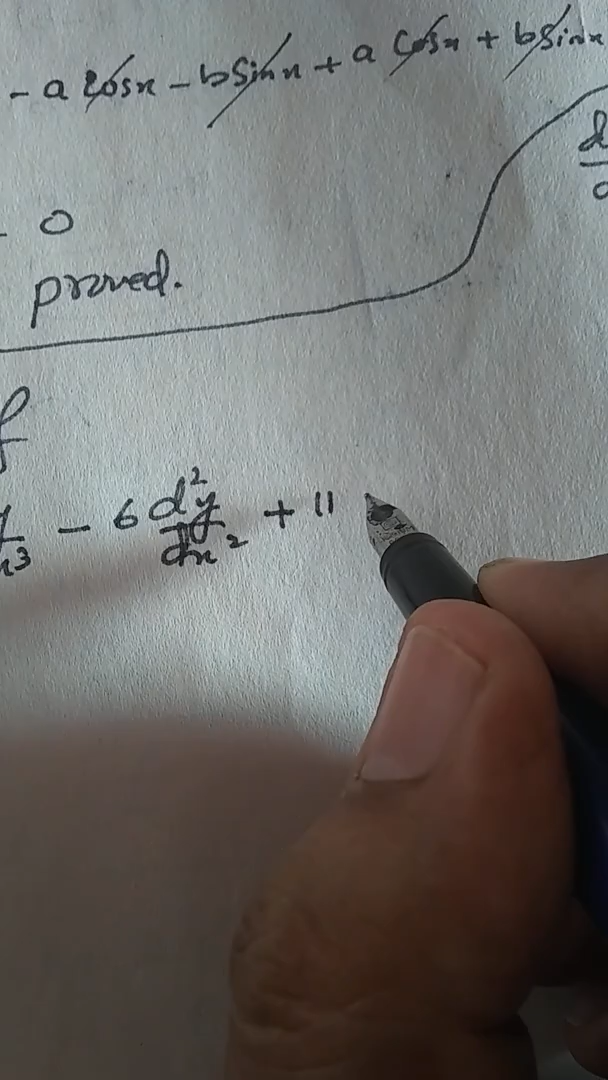 - a cosx - bsinx + a cosx + bsinx
0
proved.
- 6 d²y/dx² + 11